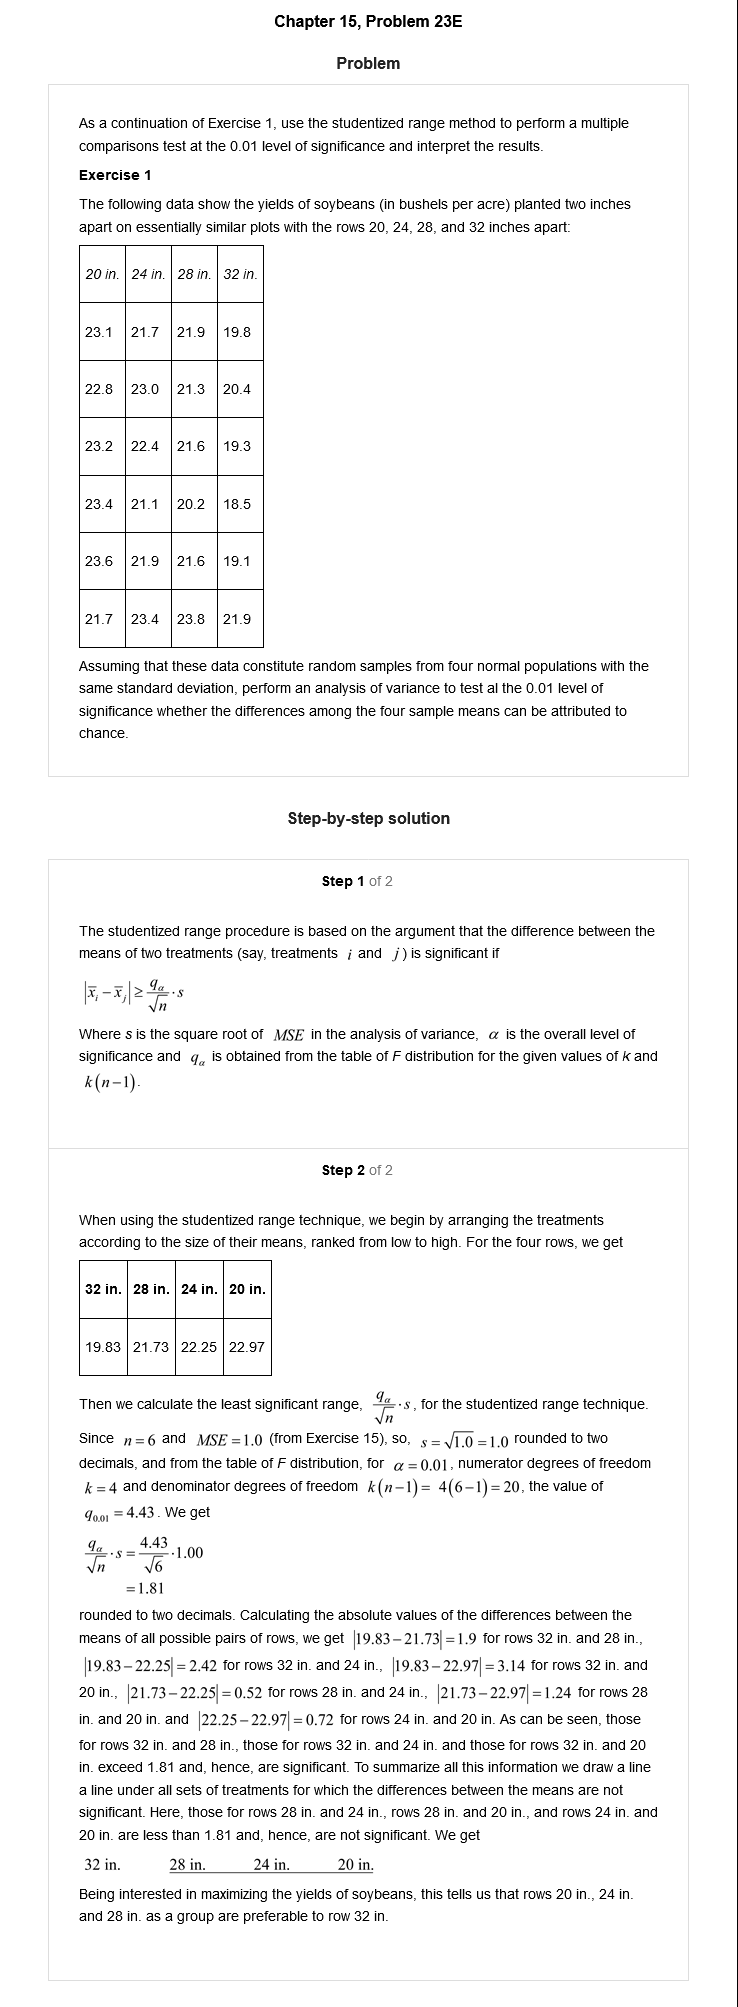 Chapter 15, Problem 23E
Problem
As a continuation of Exercise 1, use the studentized range method to perform a multiple
comparisons test at the 0.01 level of significance and interpret the results.
Exercise 1
The following data show the yields of soybeans (in bushels per acre) planted two inches
apart on essentially similar plots with the rows 20, 24, 28, and 32 inches apart:
20 in. 24 in. 28 in. 32 in.
23.1 21.7 21.9 19.8
22.8 23.0 21.3 20.4
23.2 22.4 21.6 19.3
23.4 21.1 20.2 18.5
23.6 21.9 21.6 19.1
21.7 23.4 23.8 21.9
Assuming that these data constitute random samples from four normal populations with the
same standard deviation, perform an analysis of variance to test al the 0.01 level of
significance whether the differences among the four sample means can be attributed to
chance.
Step-by-step solution
Step 1 of 2
The studentized range procedure is based on the argument that the difference between the
means of two treatments (say, treatments i and j) is significant if
|x̄ᵢ − x̄ⱼ| ≥ qα/√n · s
Where s is the square root of MSE in the analysis of variance, α is the overall level of
significance and qα is obtained from the table of F distribution for the given values of k and
k(n−1).
Step 2 of 2
When using the studentized range technique, we begin by arranging the treatments
according to the size of their means, ranked from low to high. For the four rows, we get
32 in. 28 in. 24 in. 20 in.
19.83 21.73 22.25 22.97
Then we calculate the least significant range, qα/√n · s, for the studentized range technique.
Since n = 6 and MSE = 1.0 (from Exercise 15), so, s = √1.0 = 1.0 rounded to two
decimals, and from the table of F distribution, for α = 0.01, numerator degrees of freedom
k = 4 and denominator degrees of freedom k(n−1) = 4(6−1) = 20, the value of
q0.01 = 4.43. We get
qα/√n · s = 4.43/√6 · 1.00
= 1.81
rounded to two decimals. Calculating the absolute values of the differences between the
means of all possible pairs of rows, we get |19.83 − 21.73| = 1.9 for rows 32 in. and 28 in.,
|19.83 − 22.25| = 2.42 for rows 32 in. and 24 in., |19.83 − 22.97| = 3.14 for rows 32 in. and
20 in., |21.73 − 22.25| = 0.52 for rows 28 in. and 24 in., |21.73 − 22.97| = 1.24 for rows 28
in. and 20 in. and |22.25 − 22.97| = 0.72 for rows 24 in. and 20 in. As can be seen, those
for rows 32 in. and 28 in., those for rows 32 in. and 24 in. and those for rows 32 in. and 20
in. exceed 1.81 and, hence, are significant. To summarize all this information we draw a line
a line under all sets of treatments for which the differences between the means are not
significant. Here, those for rows 28 in. and 24 in., rows 28 in. and 20 in., and rows 24 in. and
20 in. are less than 1.81 and, hence, are not significant. We get
32 in. 28 in. 24 in. 20 in.
Being interested in maximizing the yields of soybeans, this tells us that rows 20 in., 24 in.
and 28 in. as a group are preferable to row 32 in.